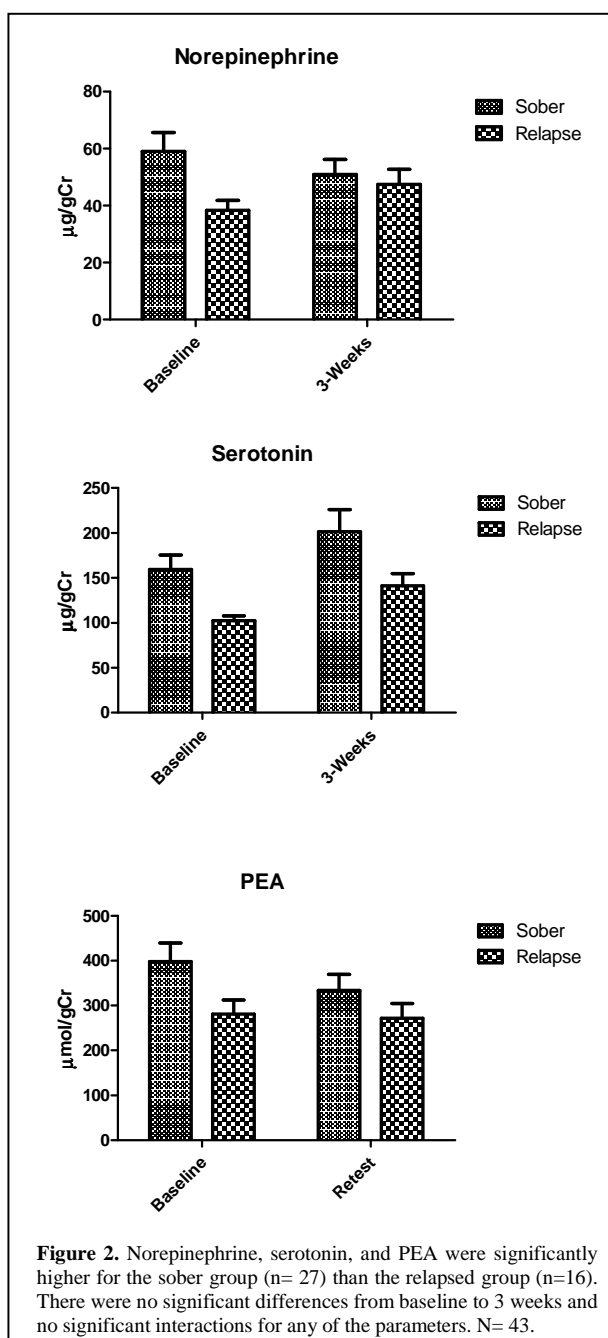 Norepinephrine
80
60
40
20
0
µg/gCr
Baseline
3-Weeks
Sober
Relapse
Serotonin
250
200
150
100
50
0
µg/gCr
Baseline
3-Weeks
Sober
Relapse
PEA
500
400
300
200
100
0
µmol/gCr
Baseline
Retest
Sober
Relapse
Figure 2. Norepinephrine, serotonin, and PEA were significantly
higher for the sober group (n= 27) than the relapsed group (n=16).
There were no significant differences from baseline to 3 weeks and
no significant interactions for any of the parameters. N= 43.